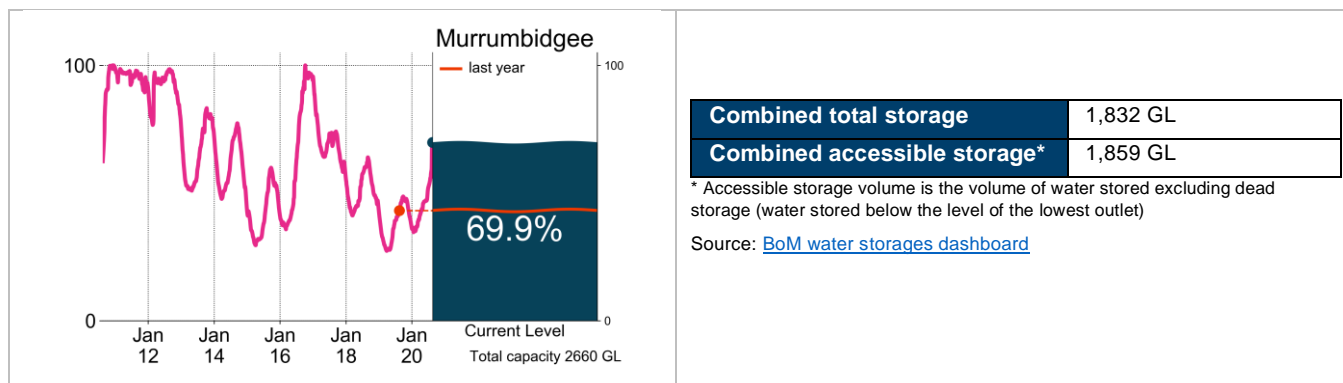 Murrumbidgee
100
last year
100
69.9%
0
0
Jan
12
Jan
14
Jan
16
Jan
18
Jan
20
Current Level
Total capacity 2660 GL
Combined total storage 1,832 GL
Combined accessible storage* 1,859 GL
* Accessible storage volume is the volume of water stored excluding dead
storage (water stored below the level of the lowest outlet)
Source: BoM water storages dashboard